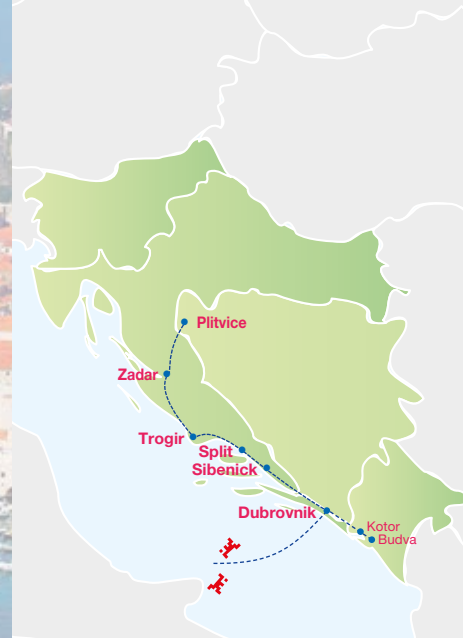 Plitvice
Zadar
Trogir
Split
Sibenick
Dubrovnik
Kotor
Budva